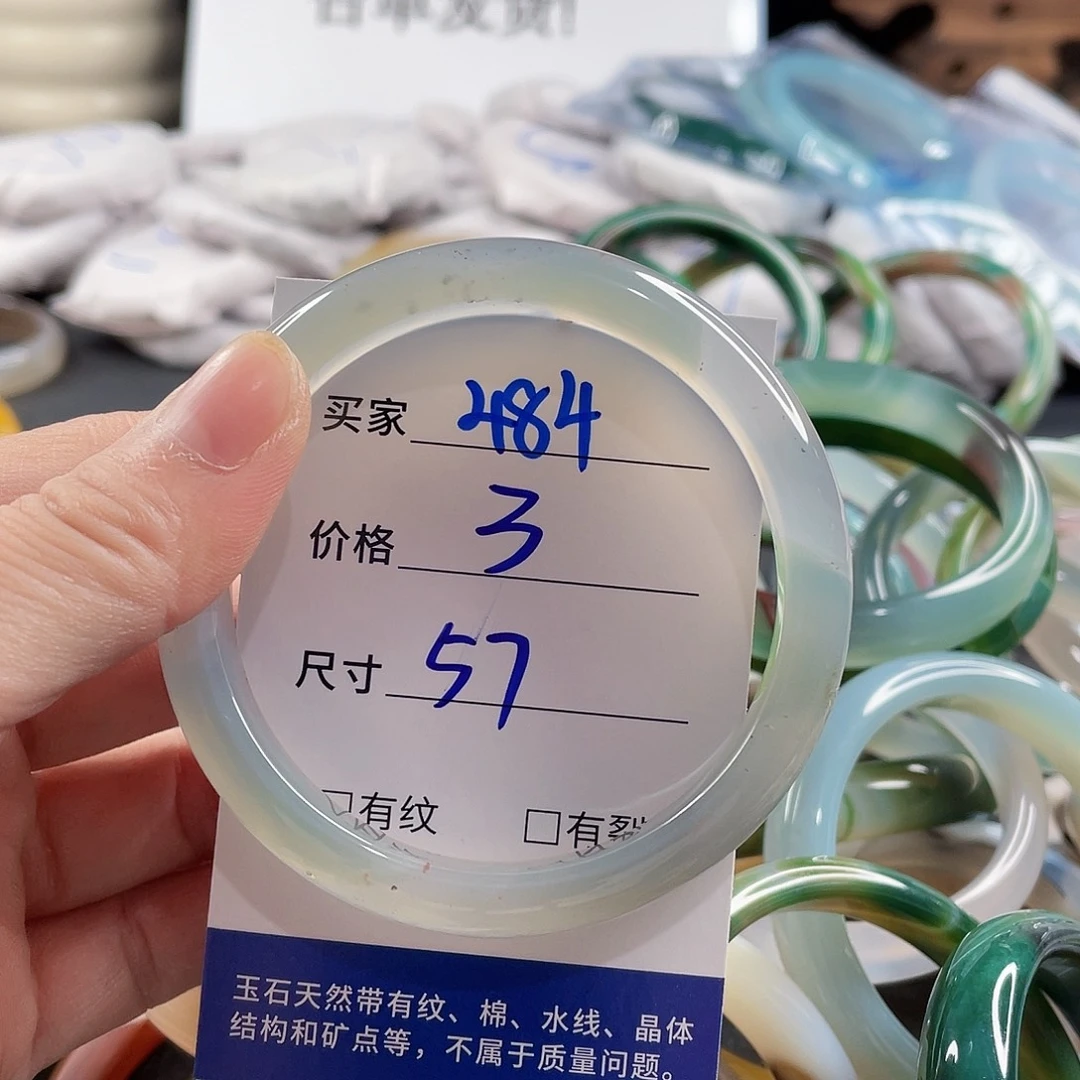 买家 484
价格 3
尺寸 57
□有纹 □有裂
玉石天然带有纹、棉、水线、晶体
结构和矿点等，不属于质量问题。